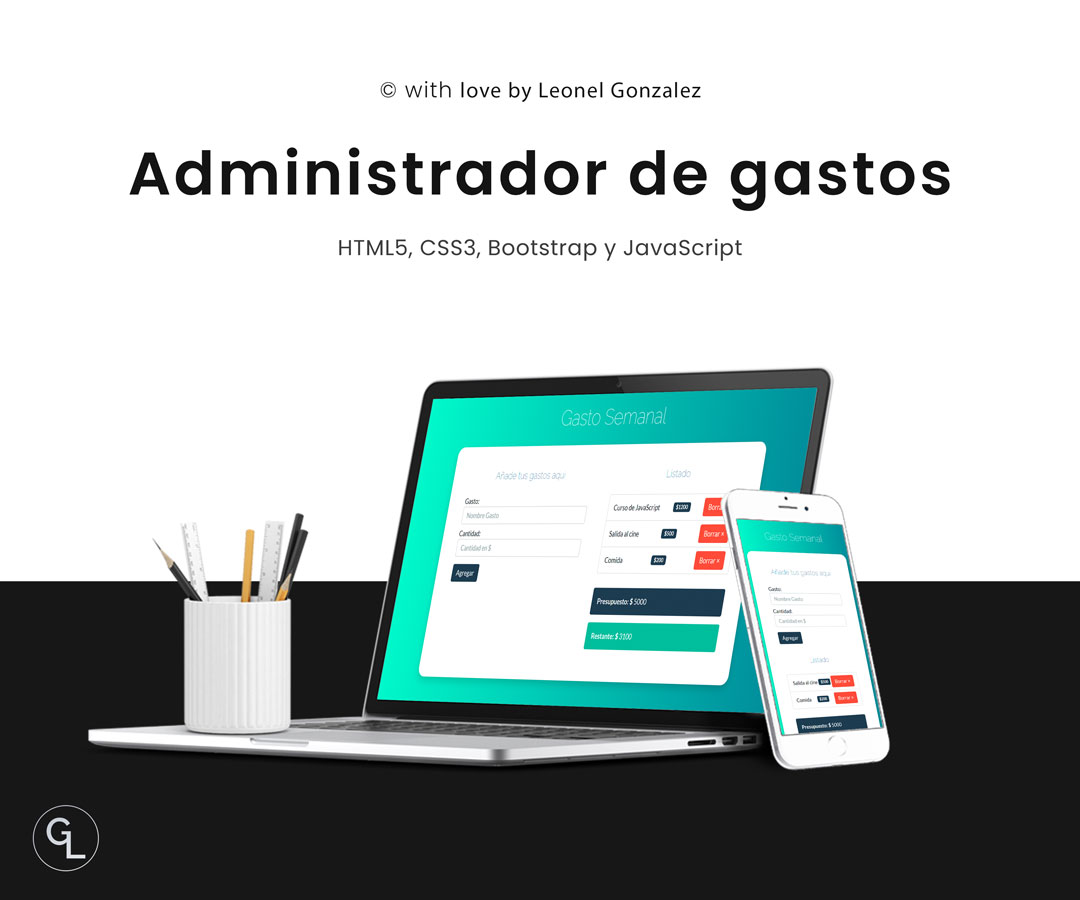 © with love by Leonel Gonzalez
Administrador de gastos
HTML5, CSS3, Bootstrap y JavaScript
Gasto Semanal
Añade tus gastos aquí
Gasto:
Nombre Gasto
Cantidad:
Cantidad en $
Agregar
Listado
Curso de JavaScript $1200 Borrar
Salida al cine $500 Borrar ×
Comida $200 Borrar ×
Presupuesto: $ 5000
Restante: $ 3100
Gasto Semanal
Añade tus gastos aquí
Gasto:
Nombre Gasto
Cantidad:
Cantidad en $
Agregar
Listado
Salida al cine $500 Borrar ×
Comida $200 Borrar ×
Presupuesto: $ 5000
GL